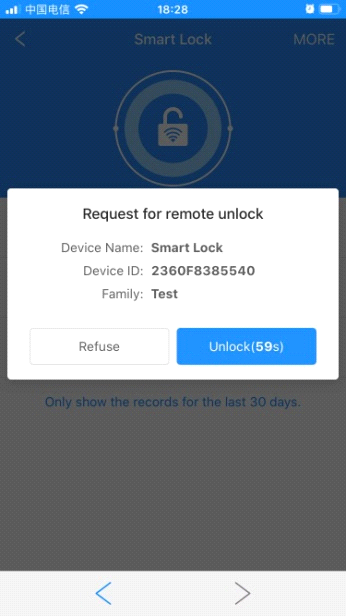 中国电信 18:28
Smart Lock MORE
Request for remote unlock
Device Name: Smart Lock
Device ID: 2360F8385540
Family: Test
Refuse Unlock(59s)
Only show the records for the last 30 days.